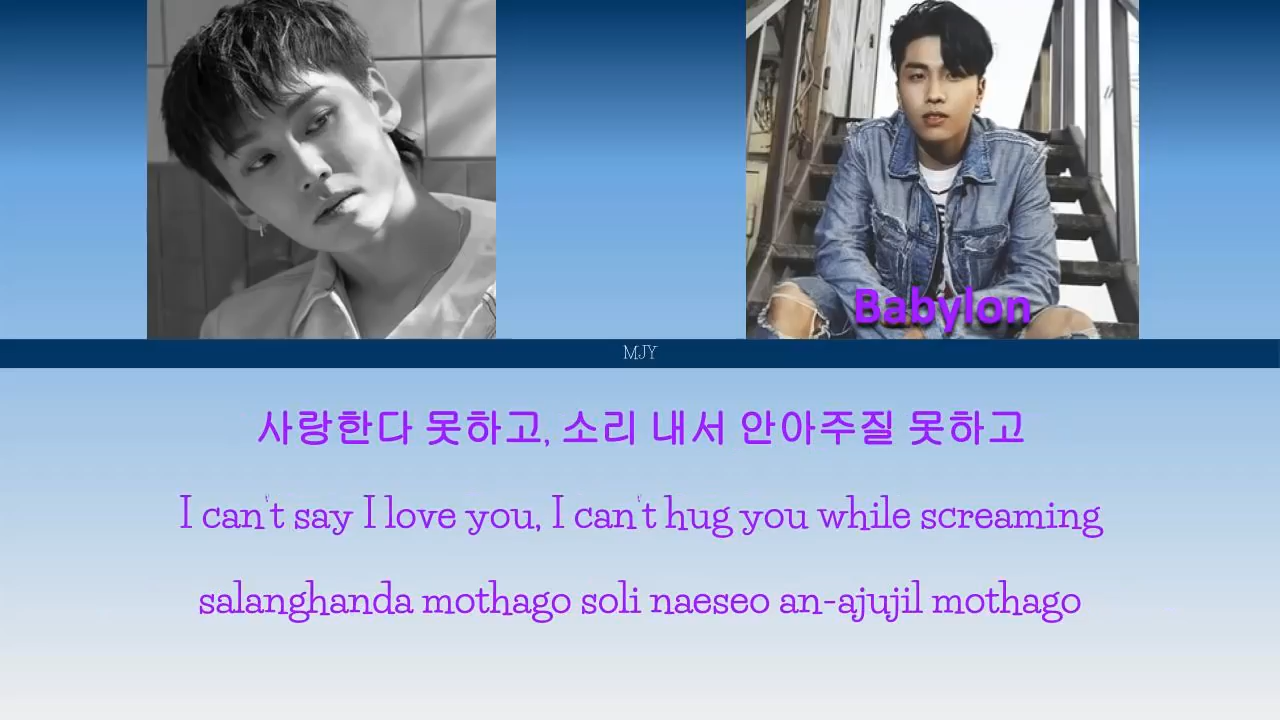 Babylon
MJY
사랑한다 못하고, 소리 내서 안아주질 못하고
I can't say I love you, I can't hug you while screaming
salanghanda mothago soli naeseo an-ajujil mothago